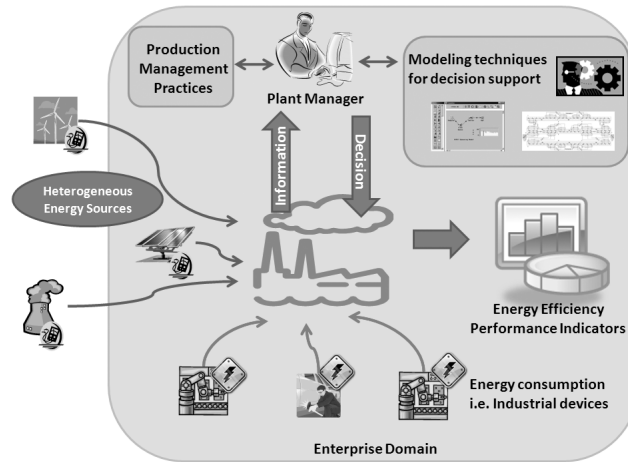 Production
Management
Practices
Plant Manager
Modeling techniques
for decision support
Information
Decision
Heterogeneous
Energy Sources
Energy Efficiency
Performance Indicators
Energy consumption
i.e. Industrial devices
Enterprise Domain